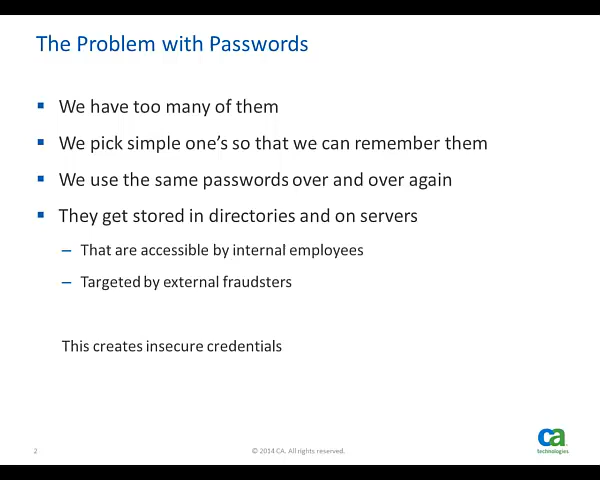 The Problem with Passwords
We have too many of them
We pick simple one's so that we can remember them
We use the same passwords over and over again
They get stored in directories and on servers
– That are accessible by internal employees
– Targeted by external fraudsters
This creates insecure credentials
2
© 2014 CA. All rights reserved.
ca
technologies